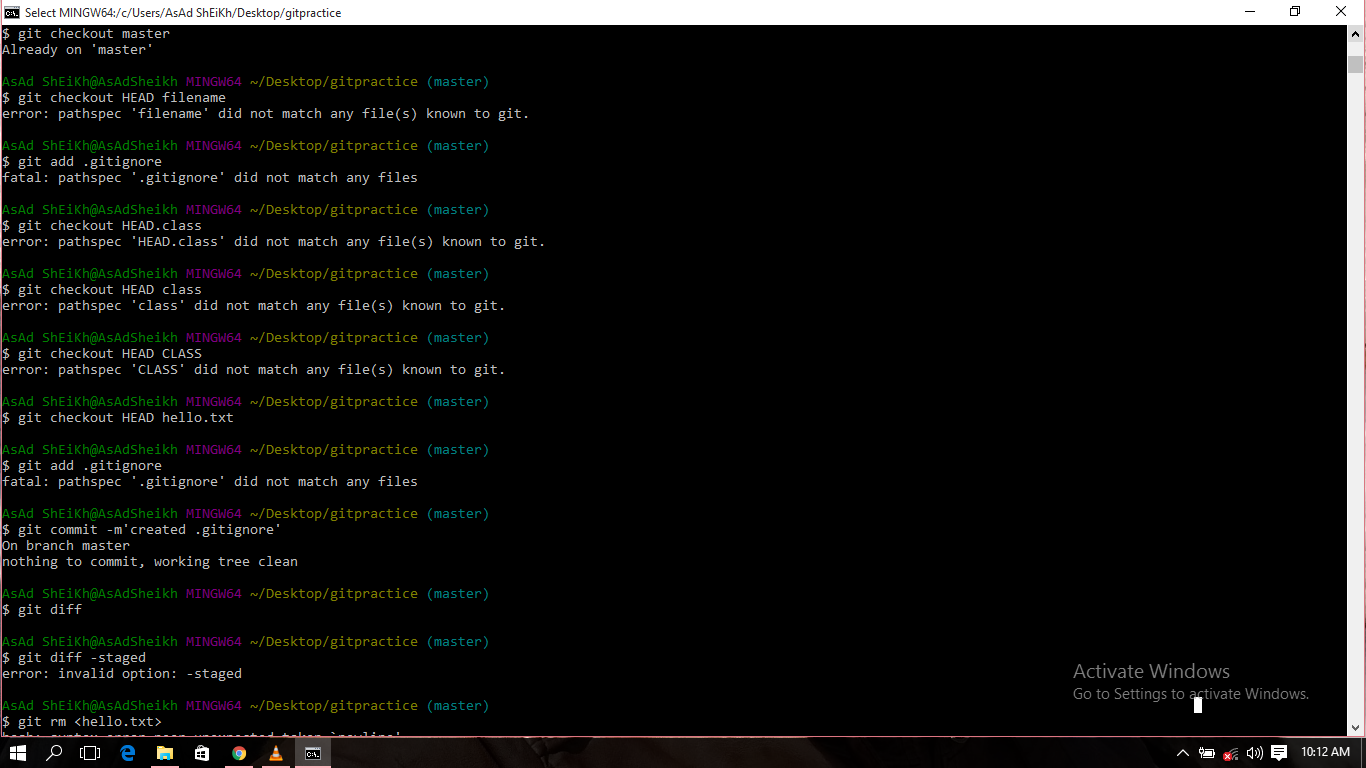 Select MINGW64:/c/Users/AsAd ShEiKh/Desktop/gitpractice
$ git checkout master
Already on 'master'
AsAd ShEiKh@AsAdSheikh MINGW64 ~/Desktop/gitpractice (master)
$ git checkout HEAD filename
error: pathspec 'filename' did not match any file(s) known to git.
AsAd ShEiKh@AsAdSheikh MINGW64 ~/Desktop/gitpractice (master)
$ git add .gitignore
fatal: pathspec '.gitignore' did not match any files
AsAd ShEiKh@AsAdSheikh MINGW64 ~/Desktop/gitpractice (master)
$ git checkout HEAD.class
error: pathspec 'HEAD.class' did not match any file(s) known to git.
AsAd ShEiKh@AsAdSheikh MINGW64 ~/Desktop/gitpractice (master)
$ git checkout HEAD class
error: pathspec 'class' did not match any file(s) known to git.
AsAd ShEiKh@AsAdSheikh MINGW64 ~/Desktop/gitpractice (master)
$ git checkout HEAD CLASS
error: pathspec 'CLASS' did not match any file(s) known to git.
AsAd ShEiKh@AsAdSheikh MINGW64 ~/Desktop/gitpractice (master)
$ git checkout HEAD hello.txt
AsAd ShEiKh@AsAdSheikh MINGW64 ~/Desktop/gitpractice (master)
$ git add .gitignore
fatal: pathspec '.gitignore' did not match any files
AsAd ShEiKh@AsAdSheikh MINGW64 ~/Desktop/gitpractice (master)
$ git commit -m'created .gitignore'
On branch master
nothing to commit, working tree clean
AsAd ShEiKh@AsAdSheikh MINGW64 ~/Desktop/gitpractice (master)
$ git diff
AsAd ShEiKh@AsAdSheikh MINGW64 ~/Desktop/gitpractice (master)
$ git diff -staged
error: invalid option: -staged
AsAd ShEiKh@AsAdSheikh MINGW64 ~/Desktop/gitpractice (master)
$ git rm <hello.txt>
bash: syntax error near unexpected token `newline'
Activate Windows
Go to Settings to activate Windows.
10:12 AM